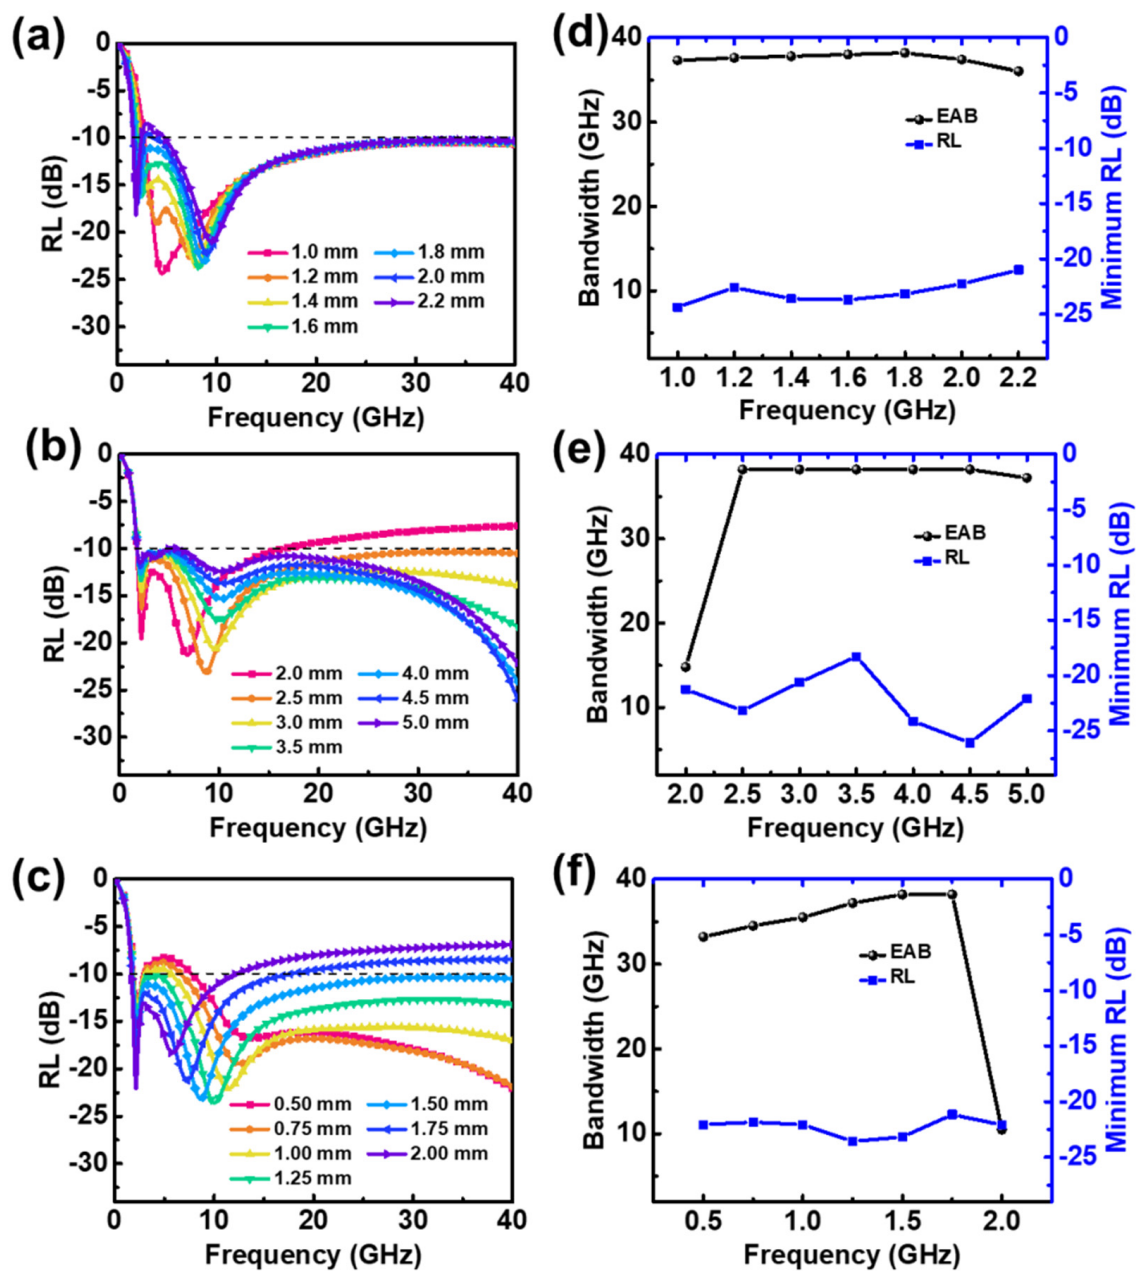 (a)
0
-5
-10
-15
-20
-25
-30
RL (dB)
1.0 mm
1.2 mm
1.4 mm
1.6 mm
1.8 mm
2.0 mm
2.2 mm
0
10
20
30
40
Frequency (GHz)
(d)
40
30
20
10
Bandwidth (GHz)
EAB
RL
0
-5
-10
-15
-20
-25
Minimum RL (dB)
1.0
1.2
1.4
1.6
1.8
2.0
2.2
Frequency (GHz)
(b)
0
-5
-10
-15
-20
-25
-30
RL (dB)
2.0 mm
2.5 mm
3.0 mm
3.5 mm
4.0 mm
4.5 mm
5.0 mm
0
10
20
30
40
Frequency (GHz)
(e)
40
30
20
10
Bandwidth (GHz)
EAB
RL
0
-5
-10
-15
-20
-25
Minimum RL (dB)
2.0
2.5
3.0
3.5
4.0
4.5
5.0
Frequency (GHz)
(c)
0
-5
-10
-15
-20
-25
-30
RL (dB)
0.50 mm
0.75 mm
1.00 mm
1.25 mm
1.50 mm
1.75 mm
2.00 mm
0
10
20
30
40
Frequency (GHz)
(f)
40
30
20
10
Bandwidth (GHz)
EAB
RL
0
-5
-10
-15
-20
-25
Minimum RL (dB)
0.5
1.0
1.5
2.0
Frequency (GHz)